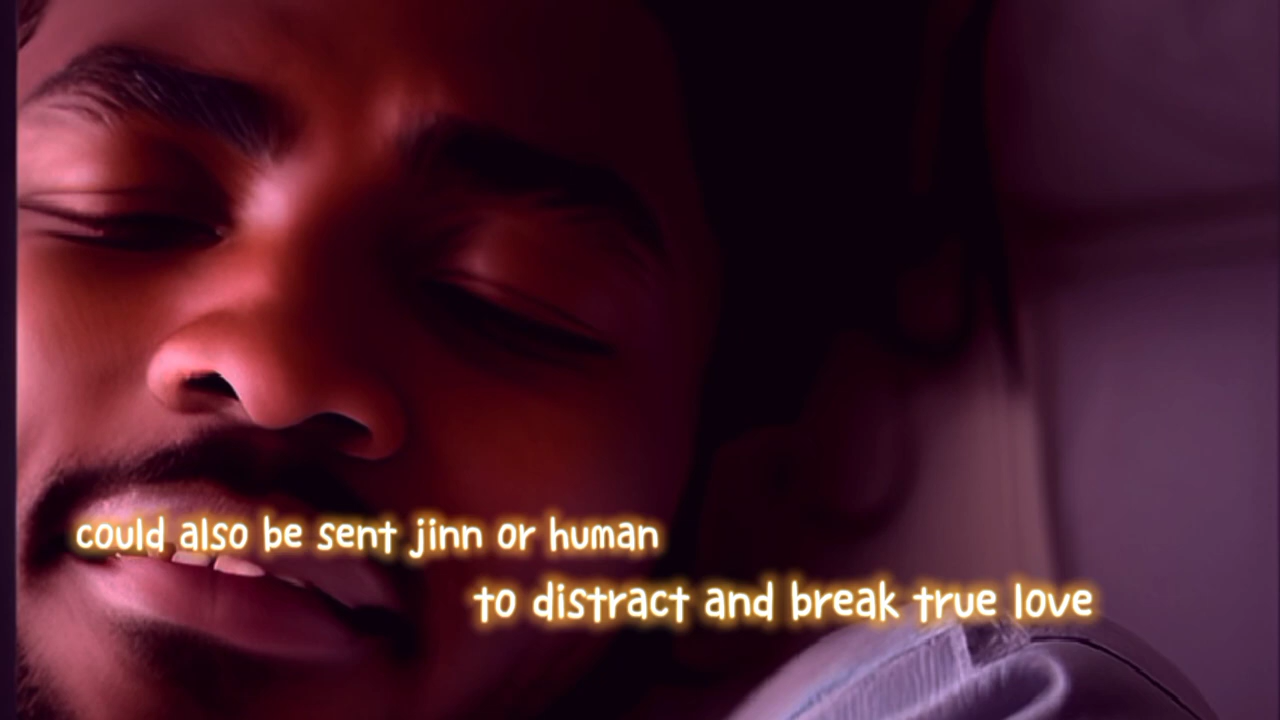 could also be sent jinn or human
to distract and break true love